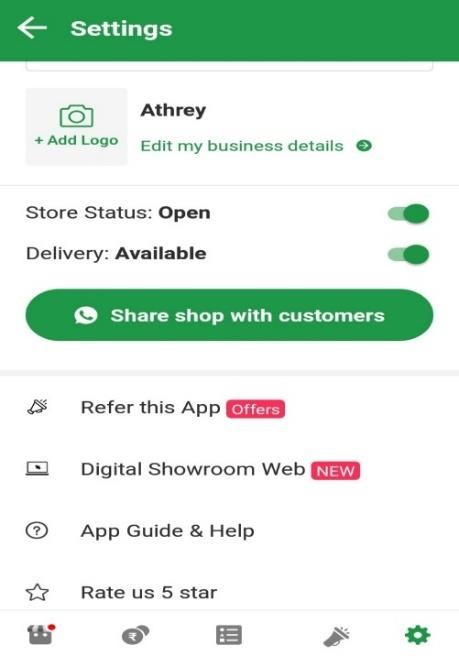 Settings
Athrey
+ Add Logo
Edit my business details
Store Status: Open
Delivery: Available
Share shop with customers
Refer this App Offers
Digital Showroom Web NEW
App Guide & Help
Rate us 5 star